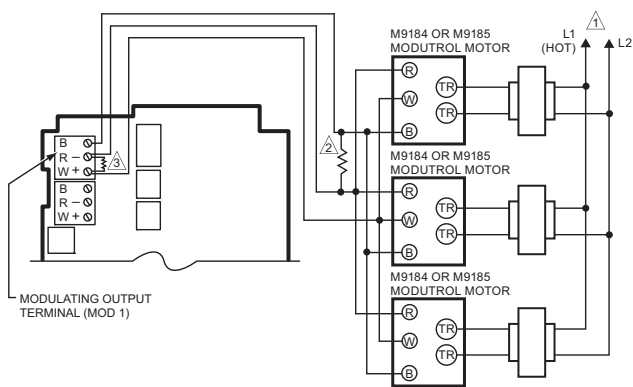 M9184 OR M9185
MODUTROL MOTOR
R
W
B
TR
TR
L1
(HOT)
1
L2
B
R –
W +
3
B
R –
W +
2
M9184 OR M9185
MODUTROL MOTOR
R
W
B
TR
TR
M9184 OR M9185
MODUTROL MOTOR
R
W
B
TR
TR
MODULATING OUTPUT
TERMINAL (MOD 1)